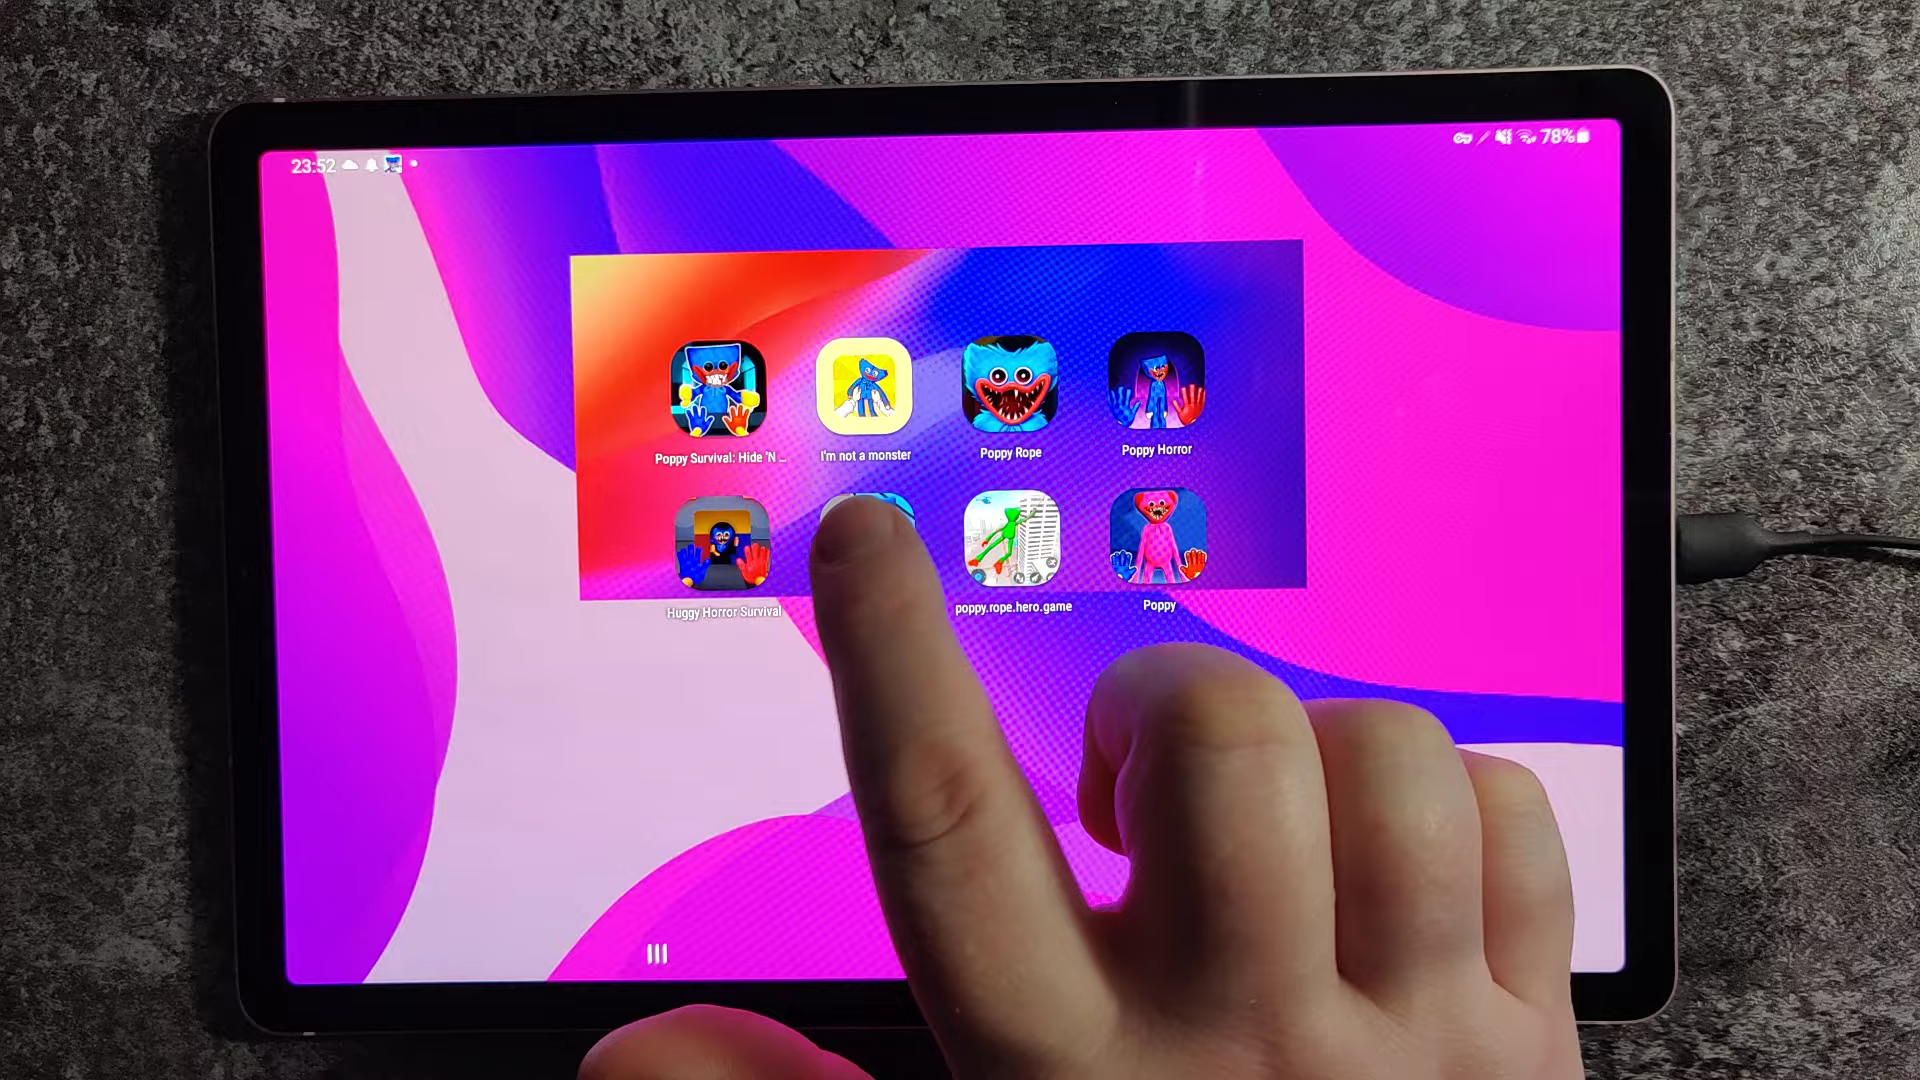 23:52
78%
Poppy Survival: Hide 'N ...
I'm not a monster
Poppy Rope
Poppy Horror
Huggy Horror Survival
poppy.rope.hero.game
Poppy